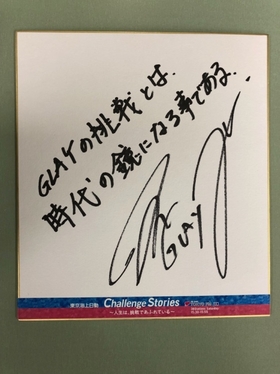 GLAYの挑戦とは、
時代の鏡になる事である。
GLAY
東京海上日動 Challenge Stories
〜人生は、挑戦であふれている〜